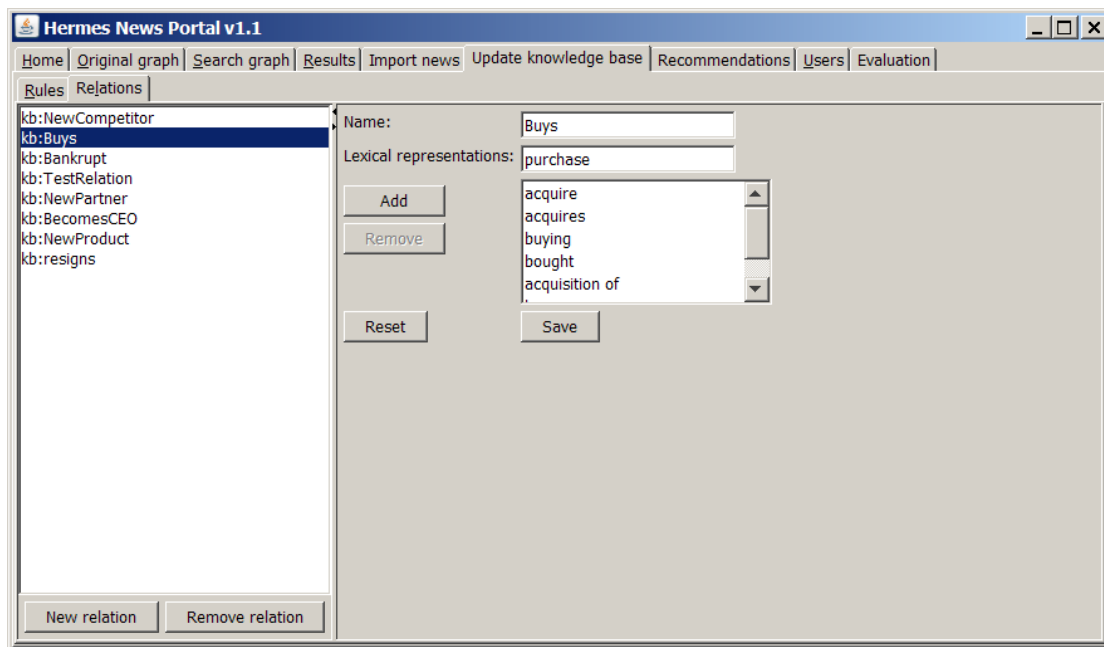 Hermes News Portal v1.1
Home Original graph Search graph Results Import news Update knowledge base Recommendations Users Evaluation
Rules Relations
kb:NewCompetitor
kb:Buys
kb:Bankrupt
kb:TestRelation
kb:NewPartner
kb:BecomesCEO
kb:NewProduct
kb:resigns
New relation Remove relation
Name: Buys
Lexical representations: purchase
Add
Remove
acquire
acquires
buying
bought
acquisition of
Reset Save